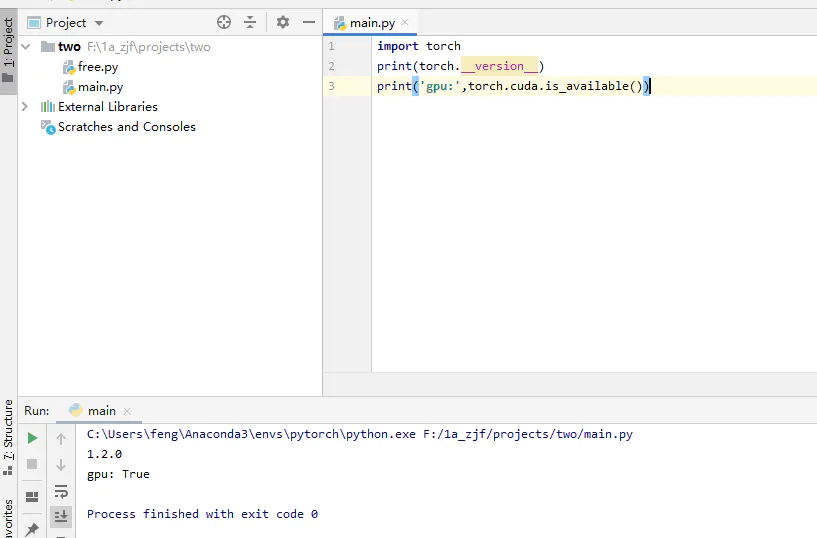 Project
main.py
1: Project
two F:\1a_zjf\projects\two
free.py
main.py
External Libraries
Scratches and Consoles
1 import torch
2 print(torch.__version__)
3 print('gpu:',torch.cuda.is_available())
7: Structure
Run: main
C:\Users\feng\Anaconda3\envs\pytorch\python.exe F:/1a_zjf/projects/two/main.py
1.2.0
gpu: True
Process finished with exit code 0